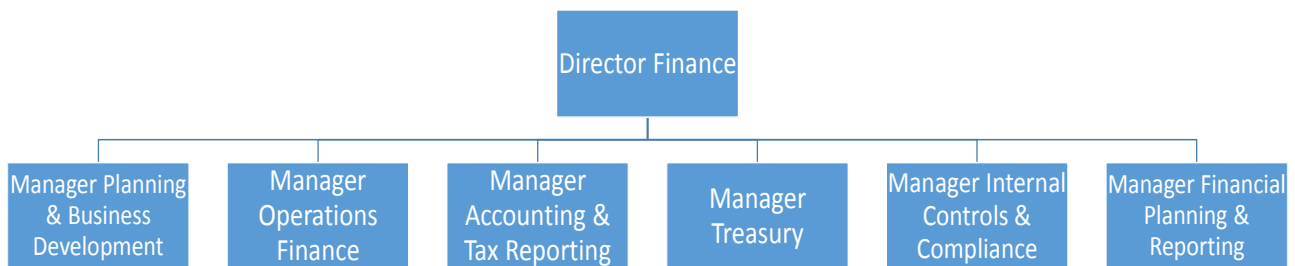 Director Finance
Manager Planning
& Business
Development
Manager
Operations
Finance
Manager
Accounting &
Tax Reporting
Manager
Treasury
Manager Internal
Controls &
Compliance
Manager Financial
Planning &
Reporting